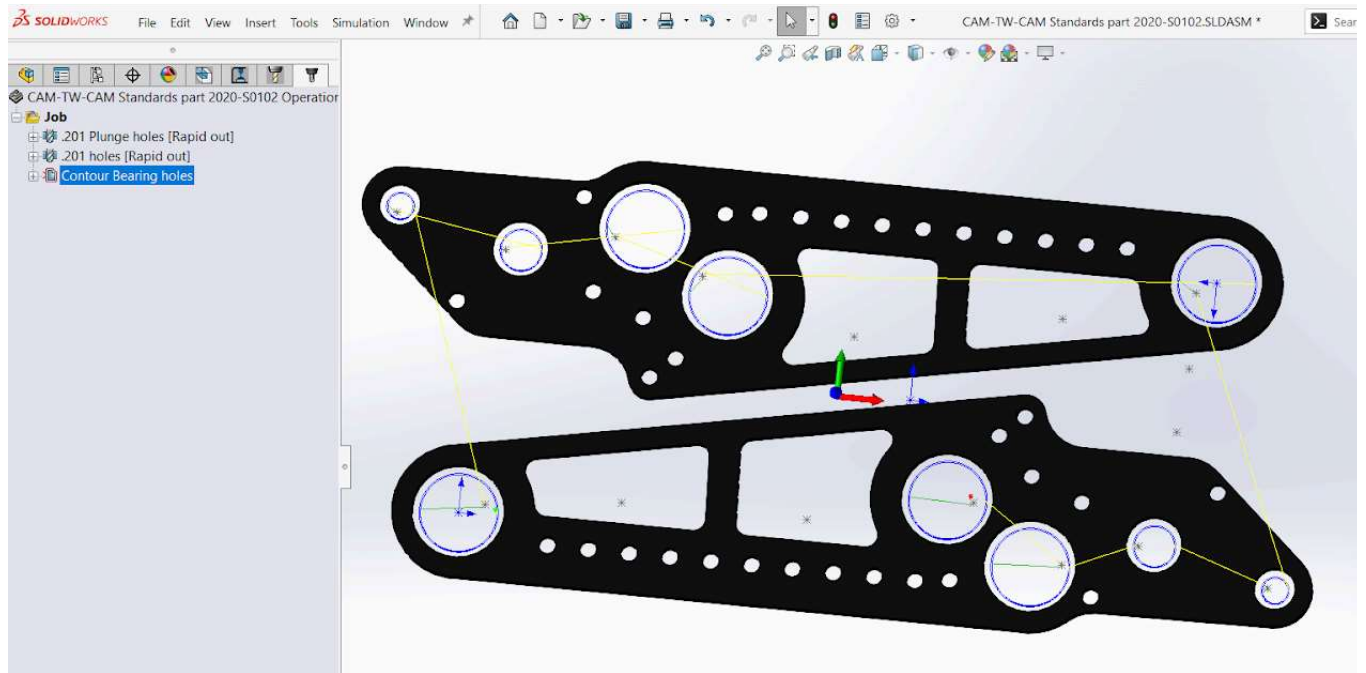 SOLIDWORKS File Edit View Insert Tools Simulation Window CAM-TW-CAM Standards part 2020-S0102.SLDASM * Sear
CAM-TW-CAM Standards part 2020-S0102 Operation
Job
.201 Plunge holes [Rapid out]
.201 holes [Rapid out]
Contour Bearing holes